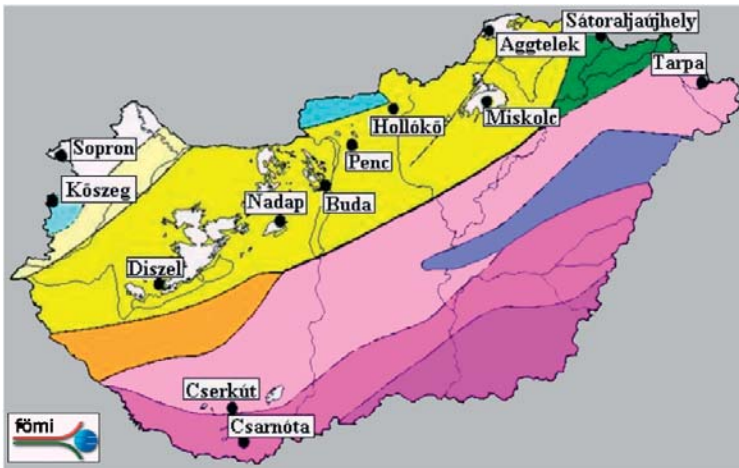 Sátoraljaújhely
Aggtelek
Tarpa
Hollókő
Miskolc
Sopron
Penc
Kőszeg
Nadap
Buda
Diszel
Cserkút
Csarnóta
fömi